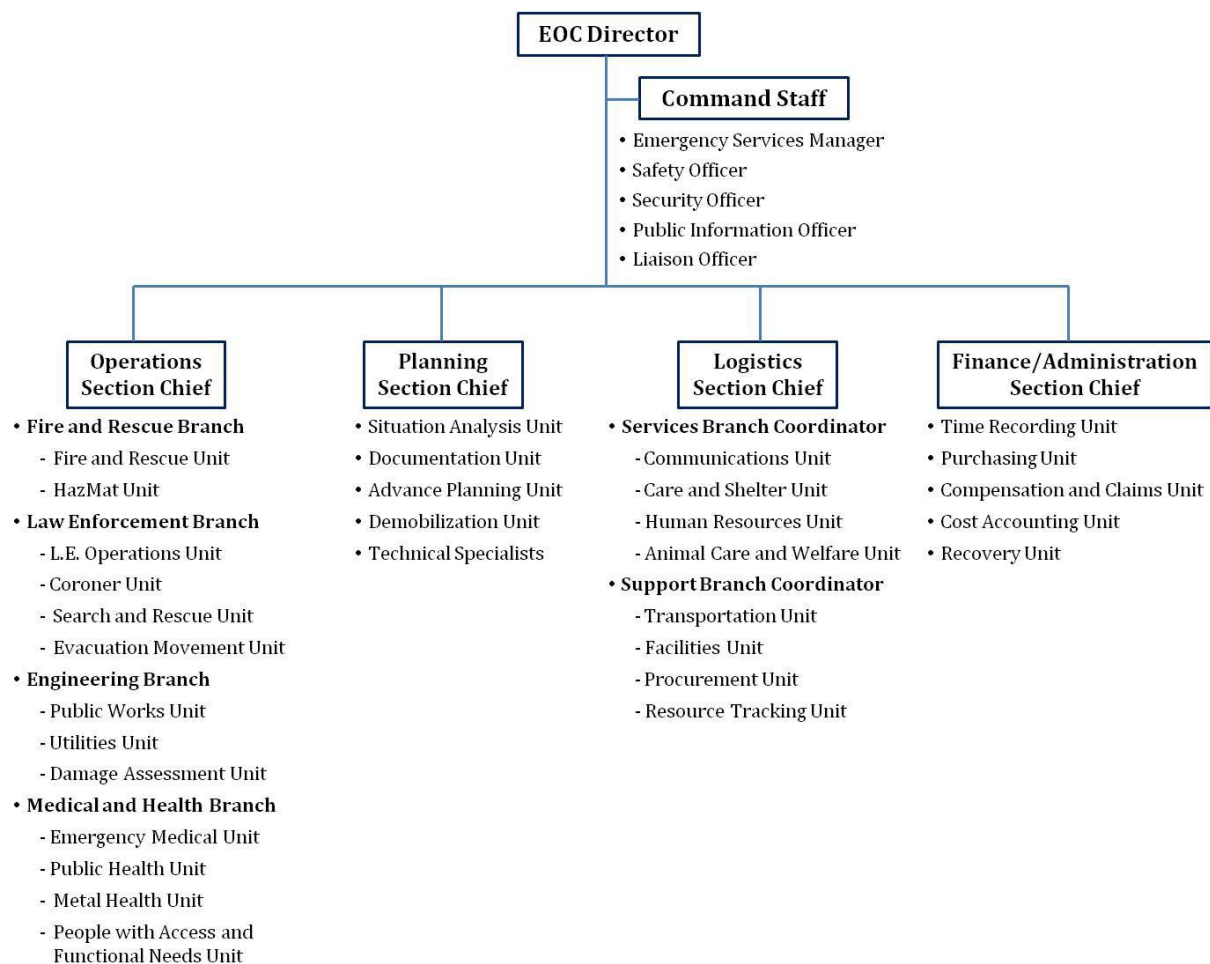 EOC Director
Command Staff
• Emergency Services Manager
• Safety Officer
• Security Officer
• Public Information Officer
• Liaison Officer
Operations
Section Chief
• Fire and Rescue Branch
- Fire and Rescue Unit
- HazMat Unit
• Law Enforcement Branch
- L.E. Operations Unit
- Coroner Unit
- Search and Rescue Unit
- Evacuation Movement Unit
• Engineering Branch
- Public Works Unit
- Utilities Unit
- Damage Assessment Unit
• Medical and Health Branch
- Emergency Medical Unit
- Public Health Unit
- Metal Health Unit
- People with Access and
Functional Needs Unit
Planning
Section Chief
• Situation Analysis Unit
• Documentation Unit
• Advance Planning Unit
• Demobilization Unit
• Technical Specialists
Logistics
Section Chief
• Services Branch Coordinator
- Communications Unit
- Care and Shelter Unit
- Human Resources Unit
- Animal Care and Welfare Unit
• Support Branch Coordinator
- Transportation Unit
- Facilities Unit
- Procurement Unit
- Resource Tracking Unit
Finance/Administration
Section Chief
• Time Recording Unit
• Purchasing Unit
• Compensation and Claims Unit
• Cost Accounting Unit
• Recovery Unit